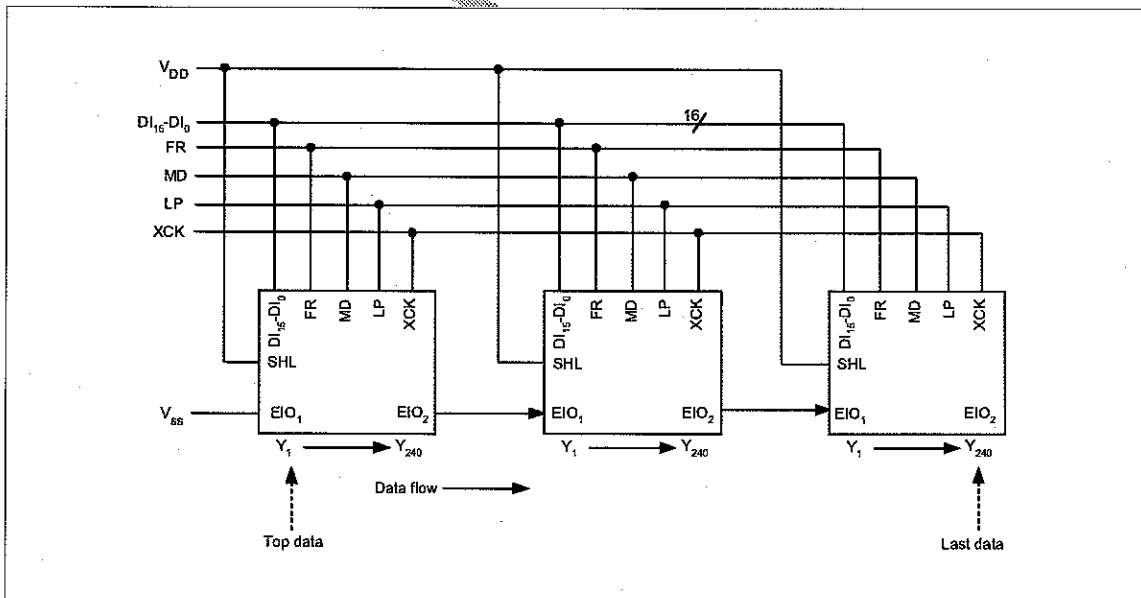 V_DD
DI₁₅-DI₀ 16
FR
MD
LP
XCK
DI₁₅-DI₀ FR MD LP XCK
DI₁₅-DI₀ FR MD LP XCK
DI₁₅-DI₀ FR MD LP XCK
SHL SHL SHL
V_SS EIO₁ EIO₂ EIO₁ EIO₂ EIO₁ EIO₂
Y₁ Y₂₄₀ Y₁ Y₂₄₀ Y₁ Y₂₄₀
Data flow
Top data Last data